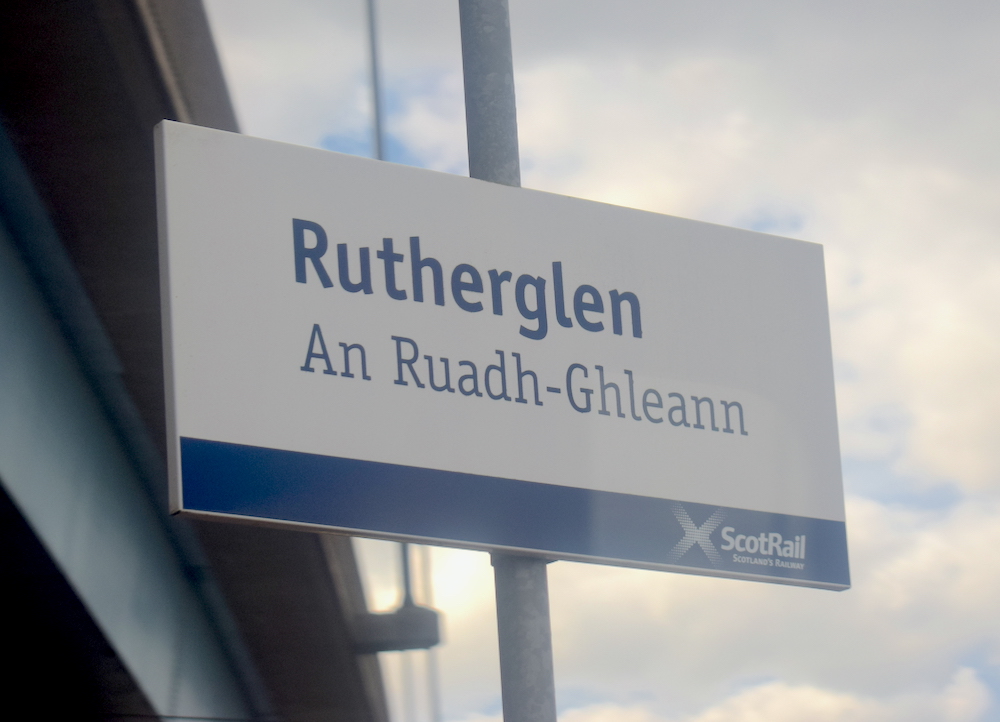 Rutherglen
An Ruadh-Ghleann
ScotRail
SCOTLAND'S RAILWAY